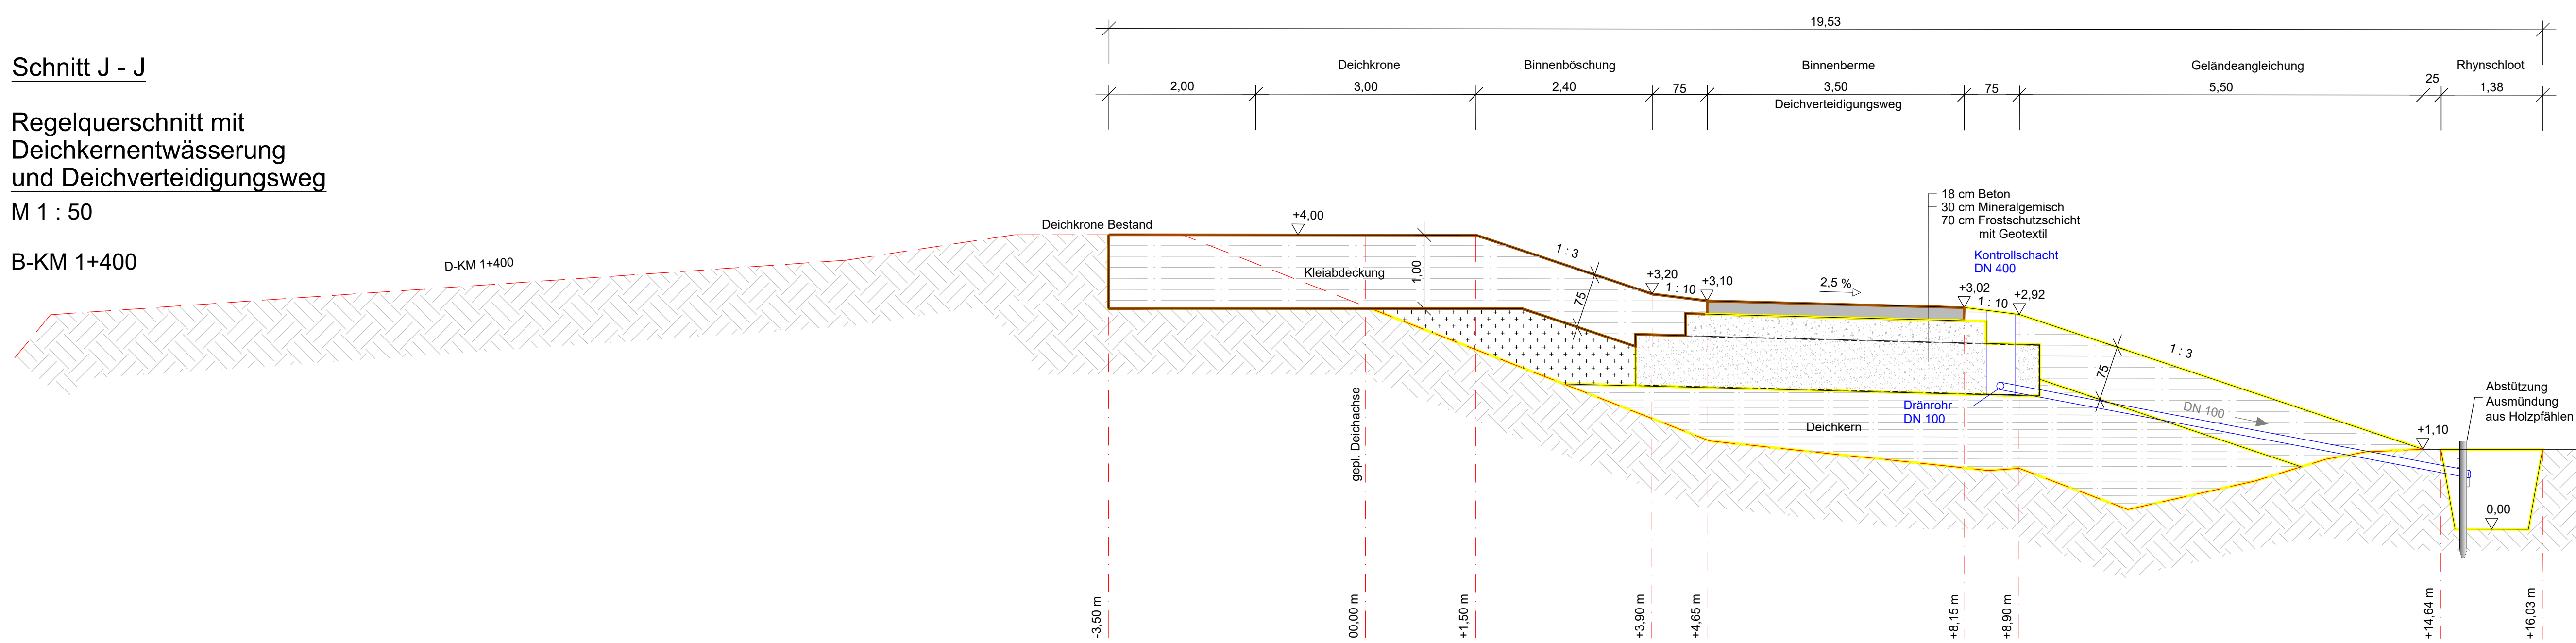 19,53
Schnitt J - J
Deichkrone
Binnenböschung
Binnenberme
Geländeangleichung
Rhynschloot
2,00
3,00
2,40
75
3,50
75
5,50
25
1,38
Deichverteidigungsweg
Regelquerschnitt mit
Deichkernentwässerung
und Deichverteidigungsweg
M 1 : 50
B-KM 1+400
D-KM 1+400
Deichkrone Bestand
+4,00
Kleiabdeckung
1,00
1 : 3
75
+3,20
1 : 10
+3,10
2,5 %
18 cm Beton
30 cm Mineralgemisch
70 cm Frostschutzschicht
mit Geotextil
Kontrollschacht
DN 400
+3,02
1 : 10
+2,92
1 : 3
75
Dränrohr
DN 100
DN 100
Deichkern
Abstützung
Ausmündung
aus Holzpfählen
+1,10
0,00
gepl. Deichachse
-3,50 m
00,00 m
+1,50 m
+3,90 m
+4,65 m
+8,15 m
+8,90 m
+14,64 m
+16,03 m